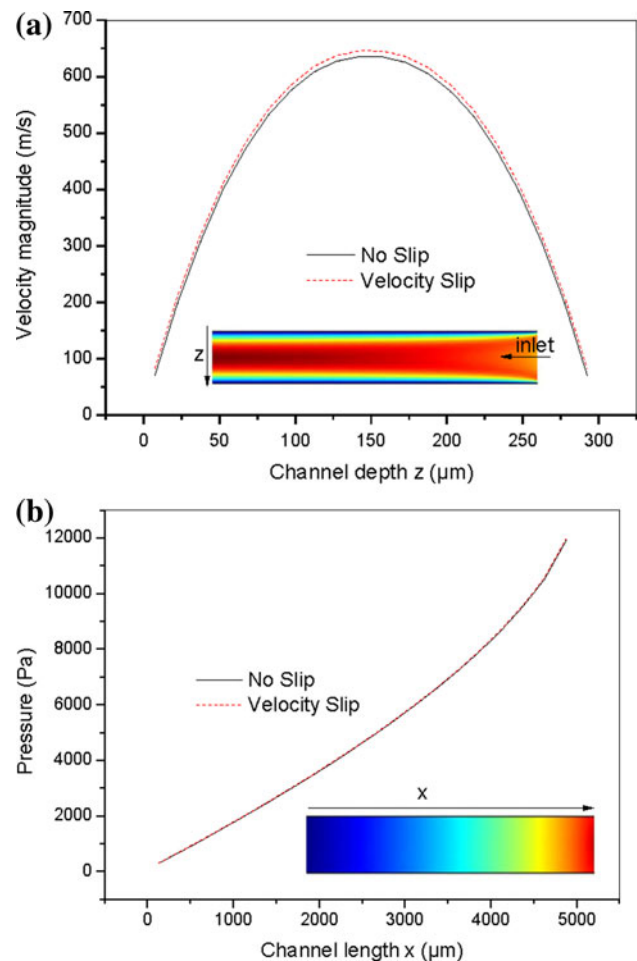 (a)
700
600
500
400
300
200
100
0
Velocity magnitude (m/s)
No Slip
Velocity Slip
z
inlet
0 50 100 150 200 250 300
Channel depth z (µm)
(b)
12000
10000
8000
6000
4000
2000
0
Pressure (Pa)
No Slip
Velocity Slip
x
0 1000 2000 3000 4000 5000
Channel length x (µm)